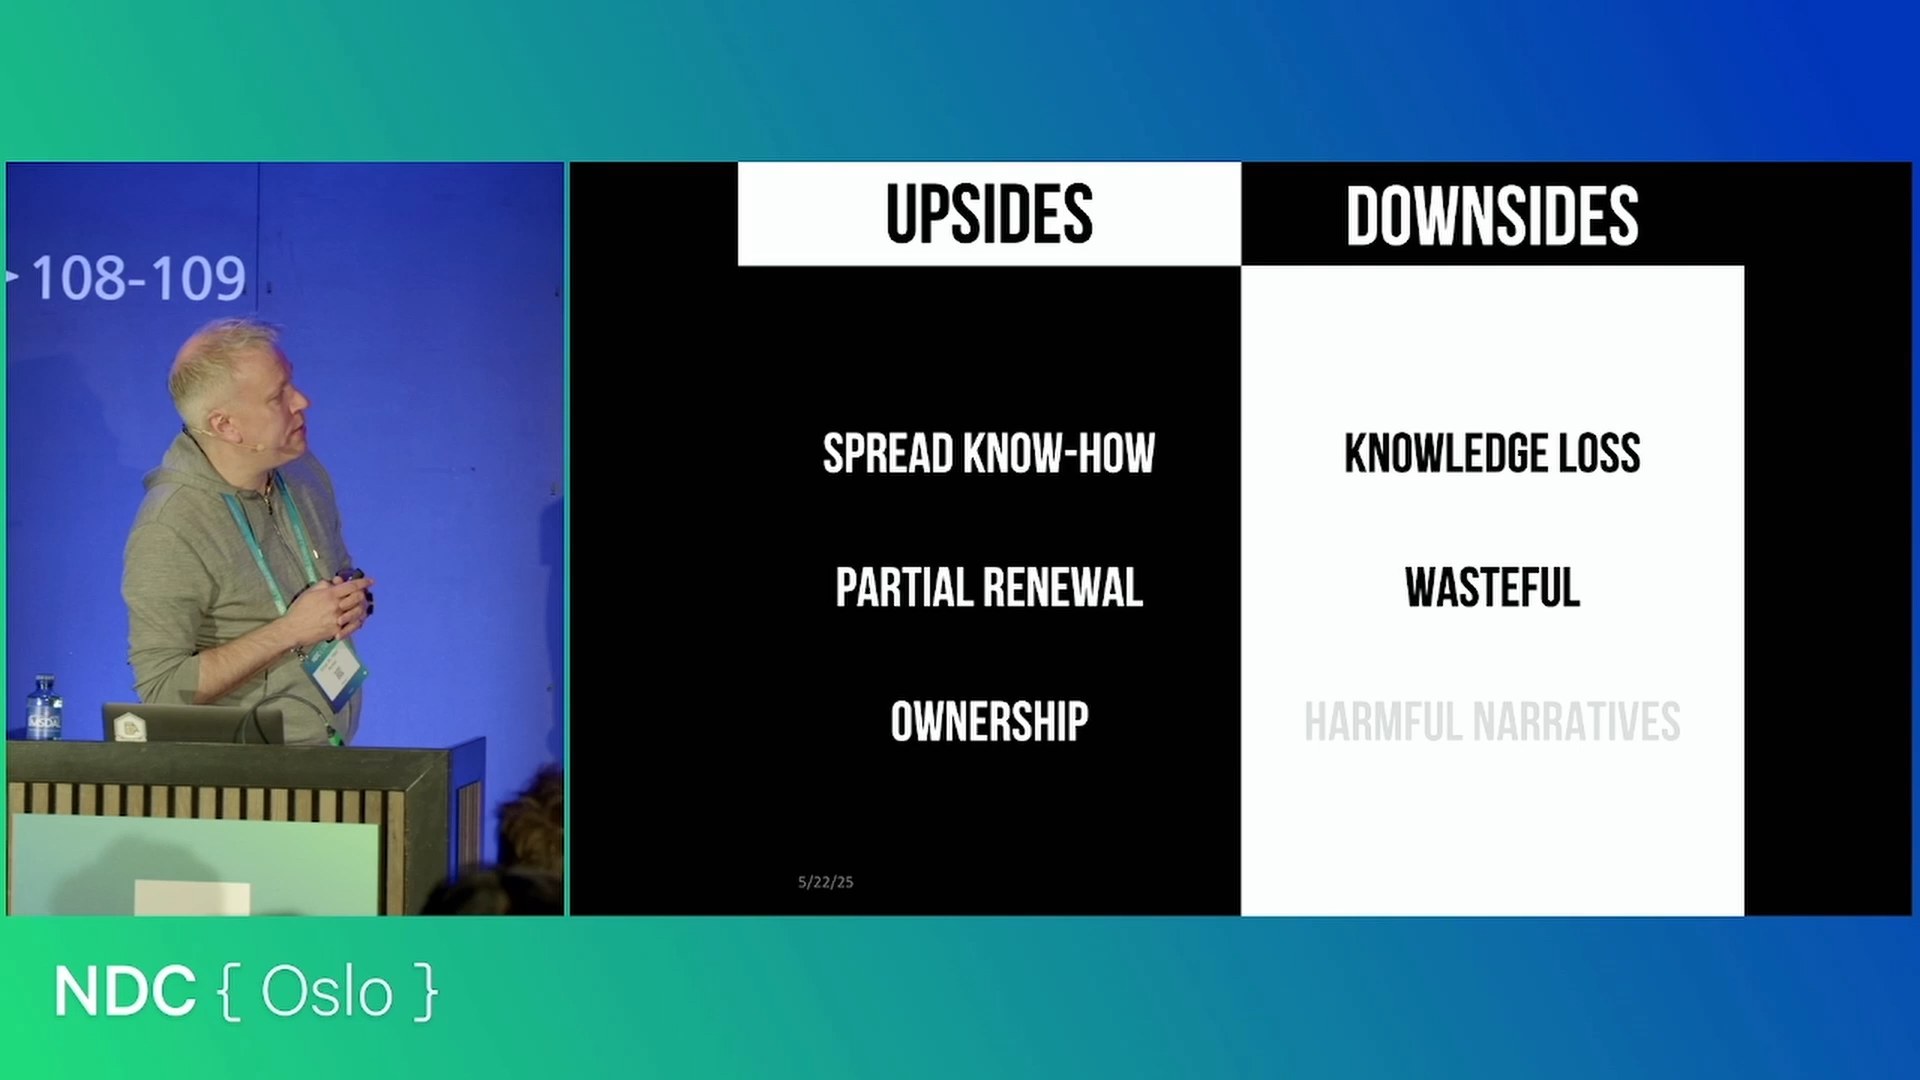 108-109
UPSIDES
DOWNSIDES
SPREAD KNOW-HOW
KNOWLEDGE LOSS
PARTIAL RENEWAL
WASTEFUL
OWNERSHIP
HARMFUL NARRATIVES
5/22/25
NDC { Oslo }